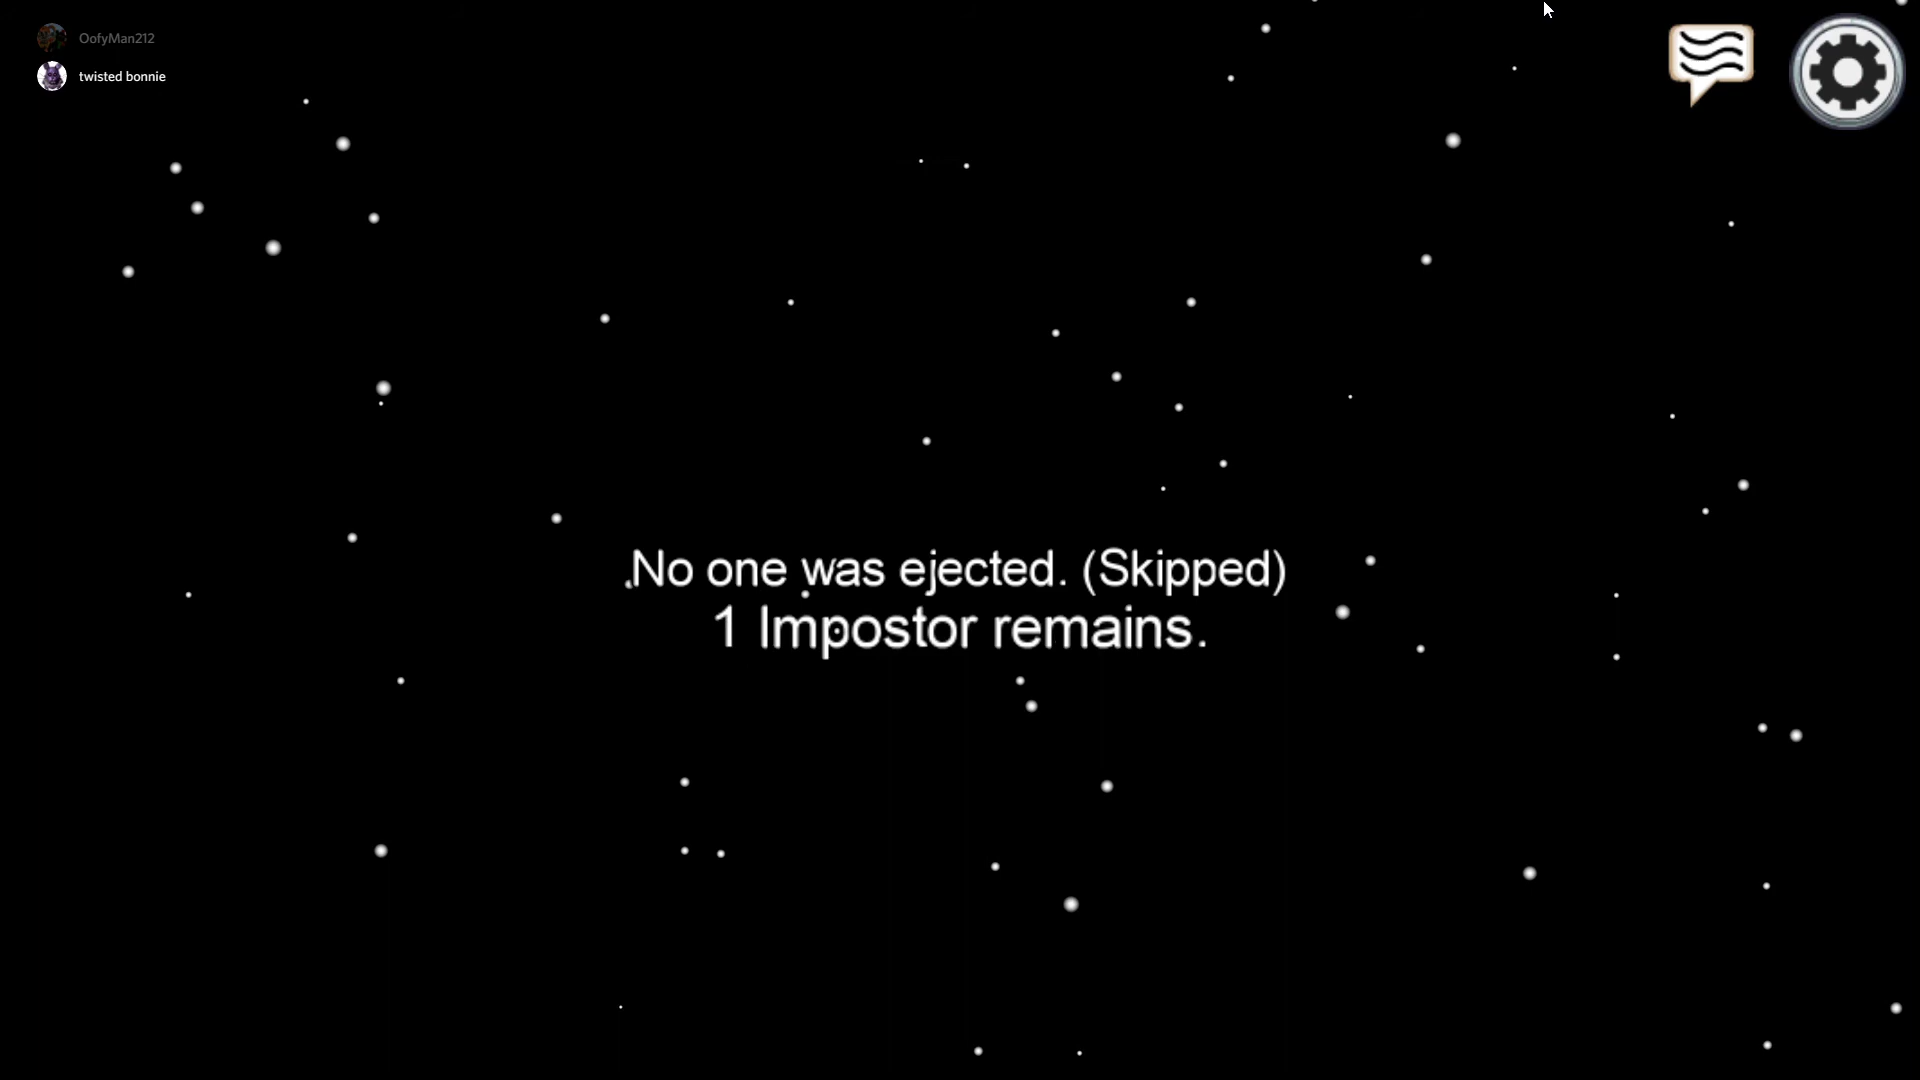 OofyMan212
twisted bonnie
No one was ejected. (Skipped)
1 Impostor remains.